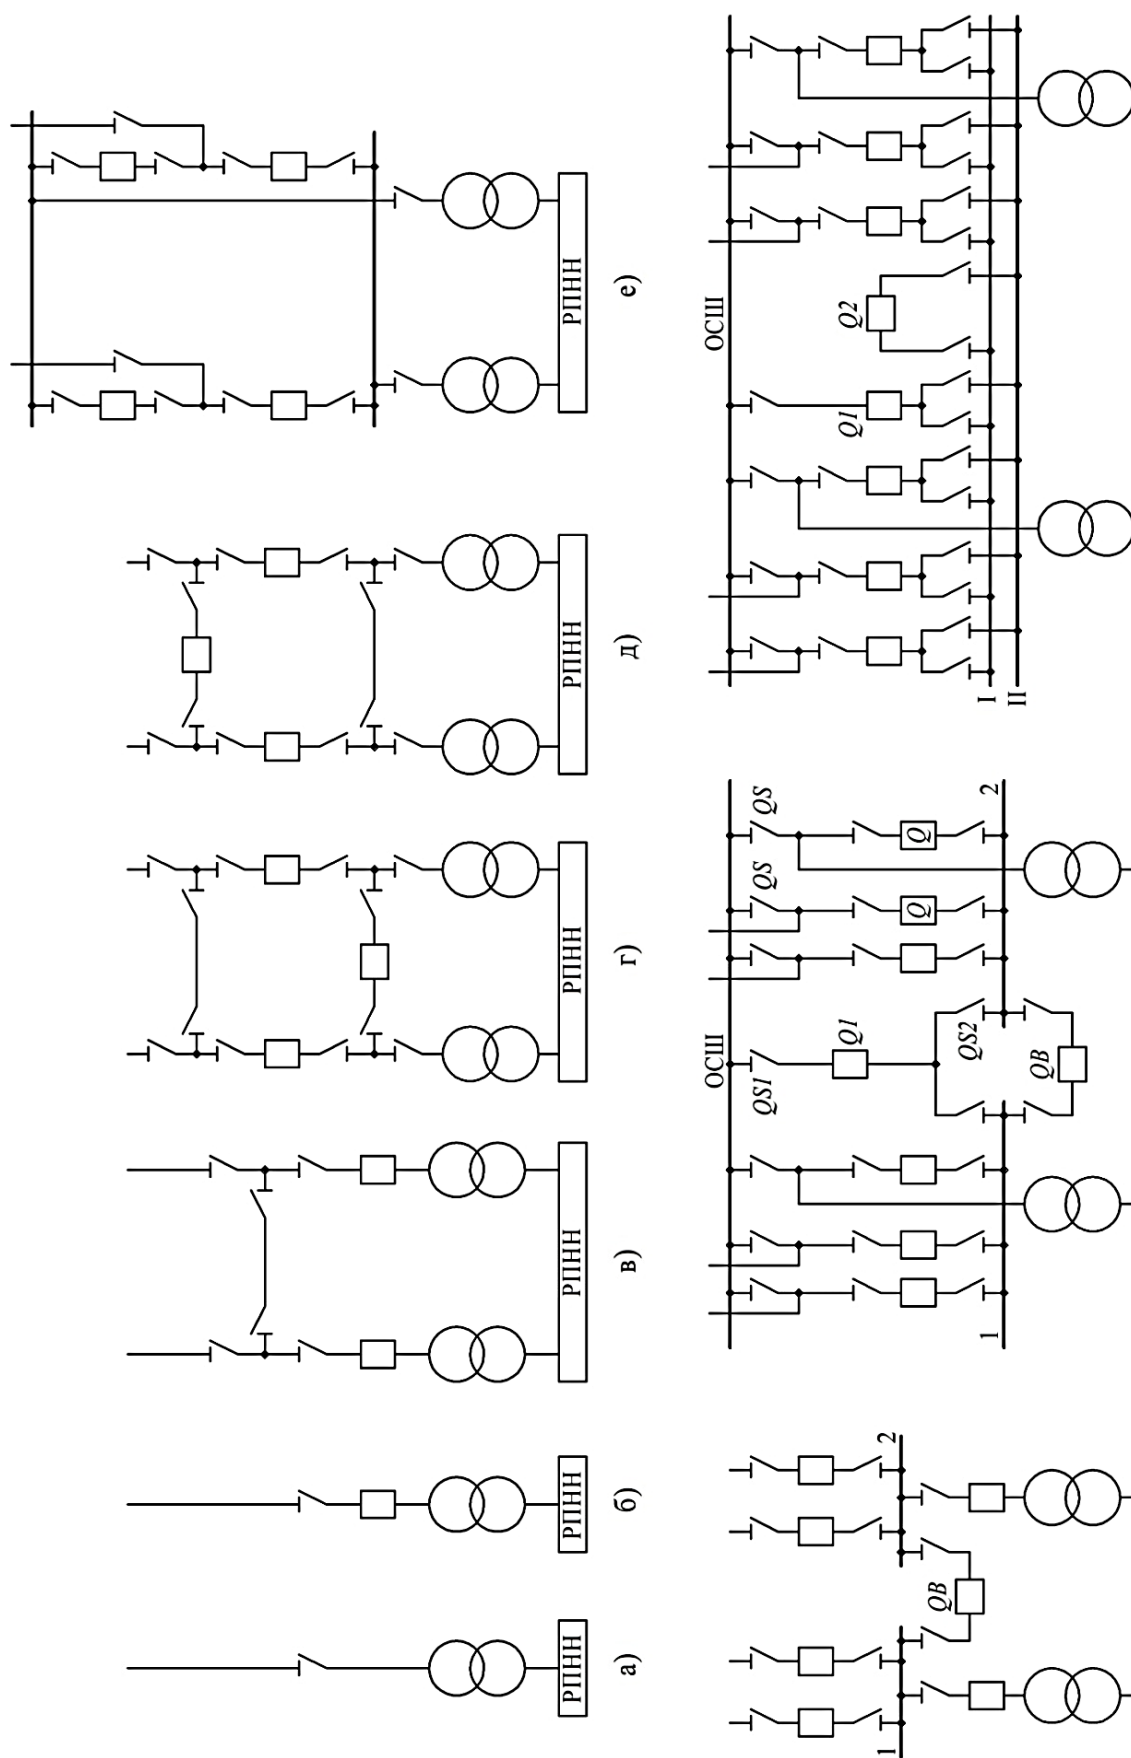 РПНН
РПНН
РПНН
РПНН
РПНН
РПНН
а)
б)
в)
г)
д)
е)
1
2
QB
ОСШ
QS1
QS
QS
Q1
Q
Q
QS2
1
2
QB
ОСШ
Q1
Q2
I
II